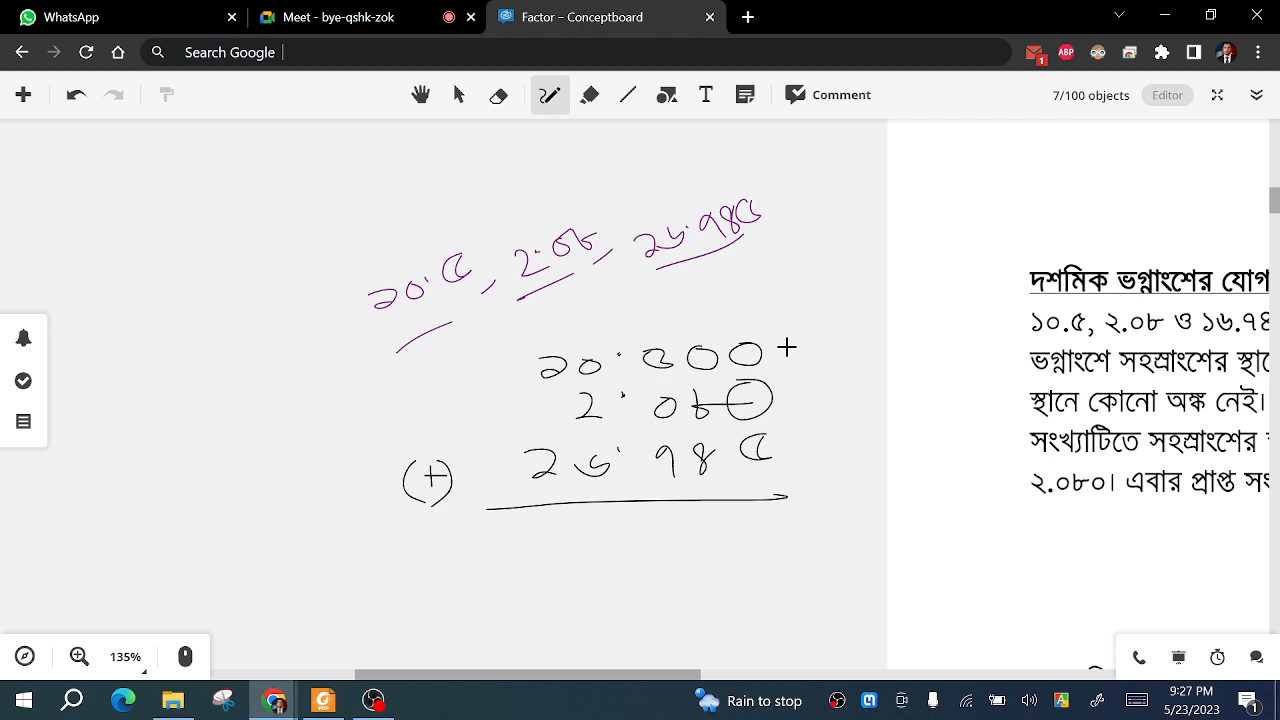 WhatsApp
Meet - bye-qshk-zok
Factor – Conceptboard
Search Google
1
ABP
Comment
7/100 objects
Editor
১০.৫, ২.০৮, ১৬.৭৪৫
১০.৫০০
২.০৮০
১৬.৭৪৫
(+)
দশমিক ভগ্নাংশের যোগ
১০.৫, ২.০৮ ও ১৬.৭৪
ভগ্নাংশে সহস্রাংশের
স্থানে কোনো অঙ্ক নেই।
সংখ্যাটিতে সহস্রাংশের
২.০৮০। এবার প্রাপ্ত
135%
Rain to stop
9:27 PM
5/23/2023